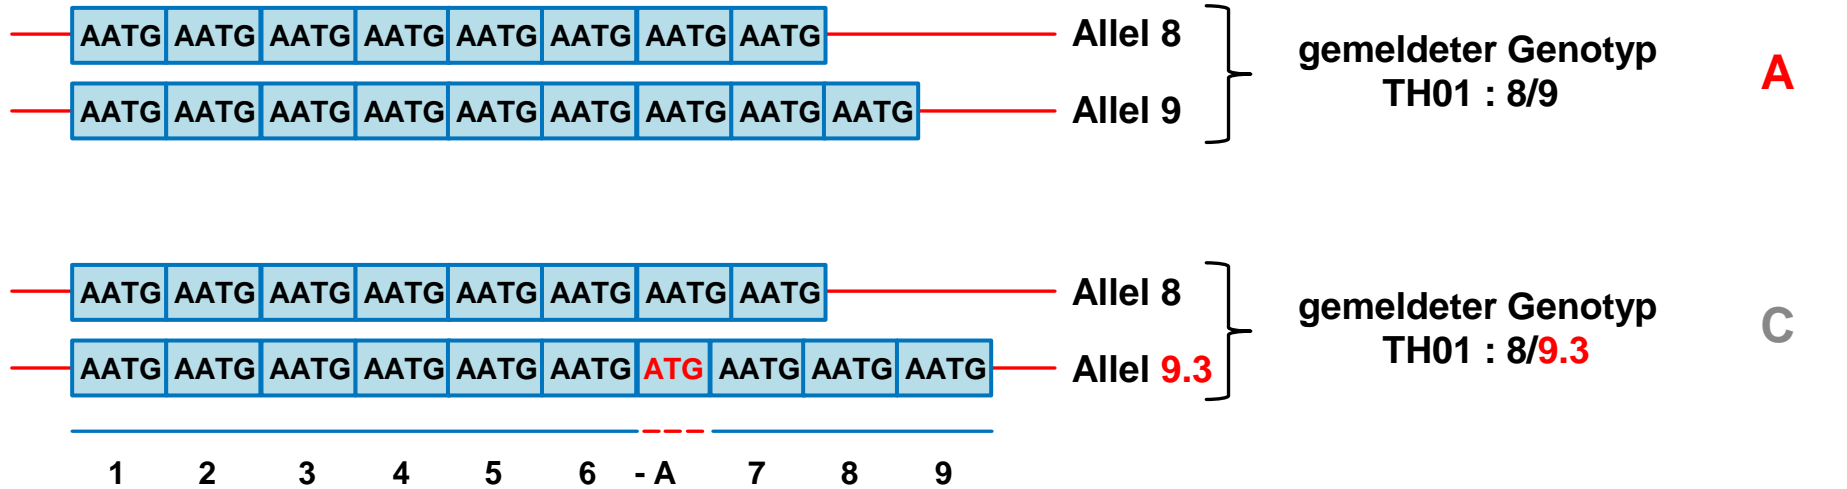 AATG AATG AATG AATG AATG AATG AATG AATG Allel 8
AATG AATG AATG AATG AATG AATG AATG AATG AATG Allel 9
gemeldeter Genotyp
TH01 : 8/9
A
AATG AATG AATG AATG AATG AATG AATG AATG Allel 8
AATG AATG AATG AATG AATG AATG ATG AATG AATG AATG Allel 9.3
gemeldeter Genotyp
TH01 : 8/9.3
C
1 2 3 4 5 6 - A 7 8 9